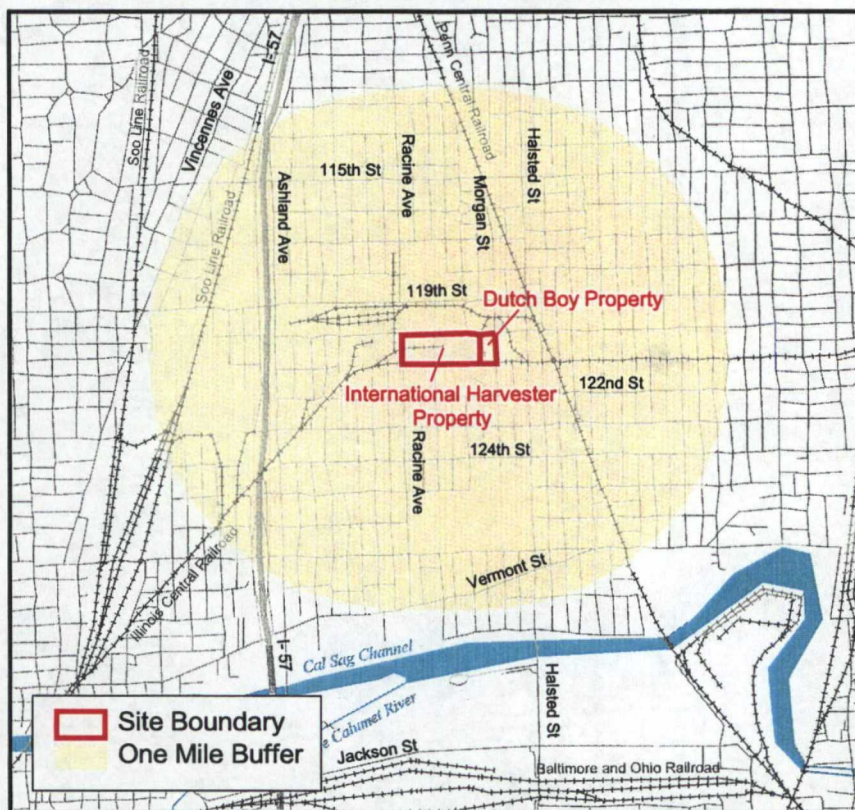 Soo Line Railroad
Vincennes Ave
I-57
Penn Central Railroad
Racine Ave
Halsted St
115th St
Ashland Ave
Morgan St
Soo Line Railroad
119th St
Dutch Boy Property
International Harvester
Property
122nd St
Racine Ave
124th St
Vermont St
Illinois Central Railroad
I-57
Cal Sag Channel
Halsted St
Calumet River
Jackson St
Baltimore and Ohio Railroad
Site Boundary
One Mile Buffer